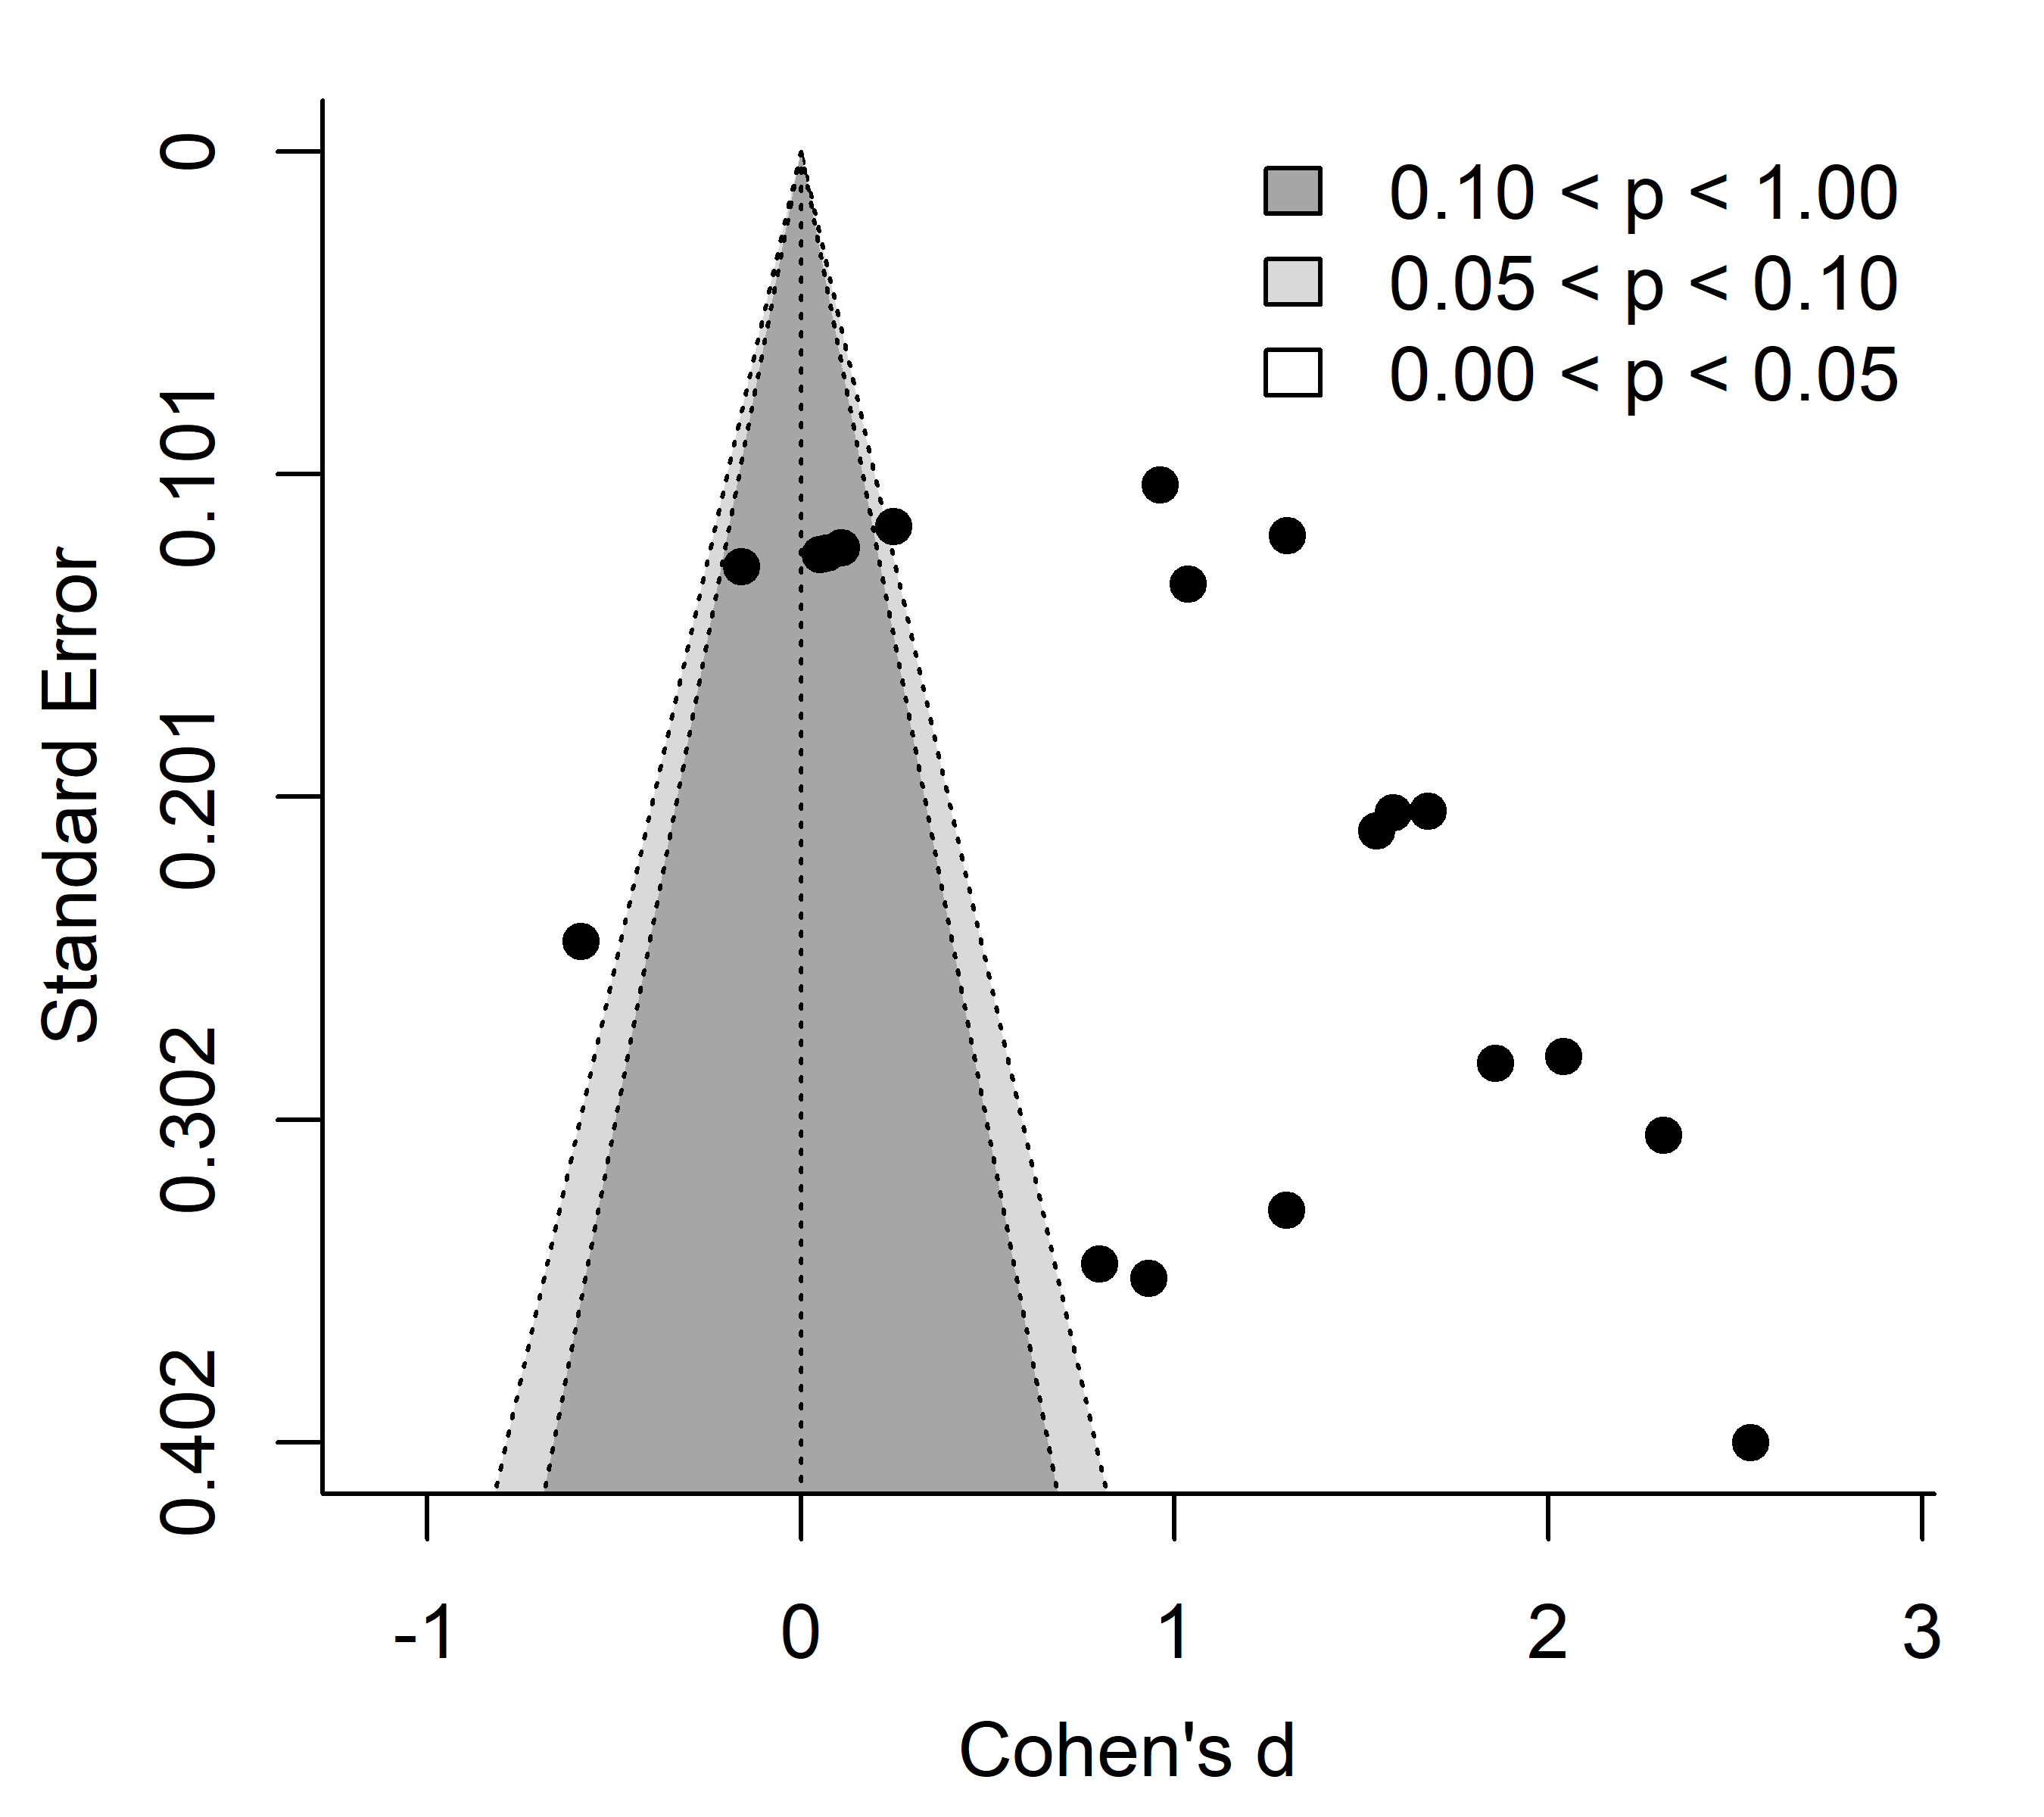 0.10 < p < 1.00
0.05 < p < 0.10
0.00 < p < 0.05
Standard Error
0
0.101
0.201
0.302
0.402
-1 0 1 2 3
Cohen's d